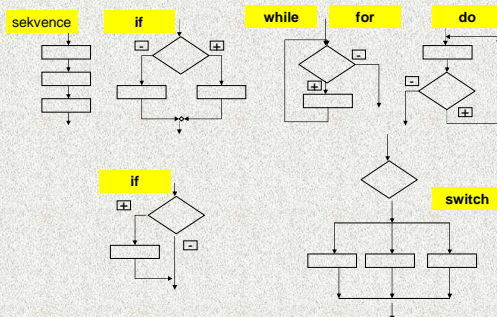 sekvence
if
while
for
do
-
+
-
+
-
+
if
+
-
switch